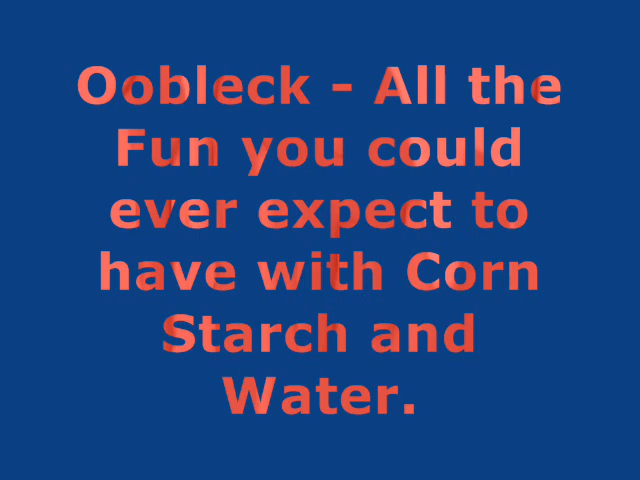 Oobleck - All the
Fun you could
ever expect to
have with Corn
Starch and
Water.